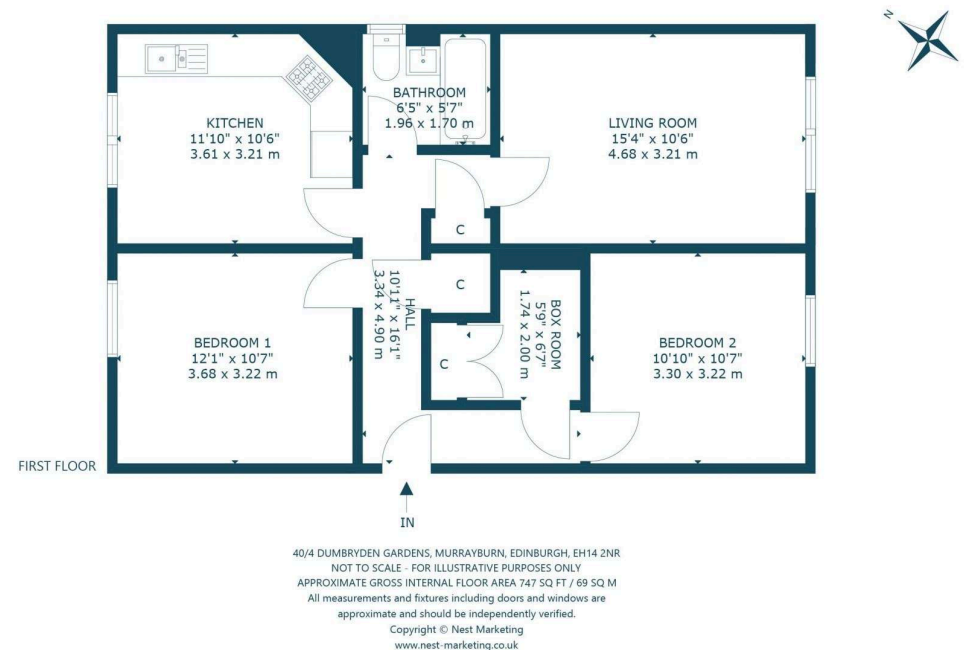 N
KITCHEN
11'10" x 10'6"
3.61 x 3.21 m
BATHROOM
6'5" x 5'7"
1.96 x 1.70 m
LIVING ROOM
15'4" x 10'6"
4.68 x 3.21 m
C
C
C
HALL
10'11" x 16'1"
3.34 x 4.90 m
BOX ROOM
5'9" x 6'7"
1.74 x 2.00 m
BEDROOM 1
12'1" x 10'7"
3.68 x 3.22 m
BEDROOM 2
10'10" x 10'7"
3.30 x 3.22 m
FIRST FLOOR
IN
40/4 DUMBRYDEN GARDENS, MURRAYBURN, EDINBURGH, EH14 2NR
NOT TO SCALE - FOR ILLUSTRATIVE PURPOSES ONLY
APPROXIMATE GROSS INTERNAL FLOOR AREA 747 SQ FT / 69 SQ M
All measurements and fixtures including doors and windows are
approximate and should be independently verified.
Copyright © Nest Marketing
www.nest-marketing.co.uk